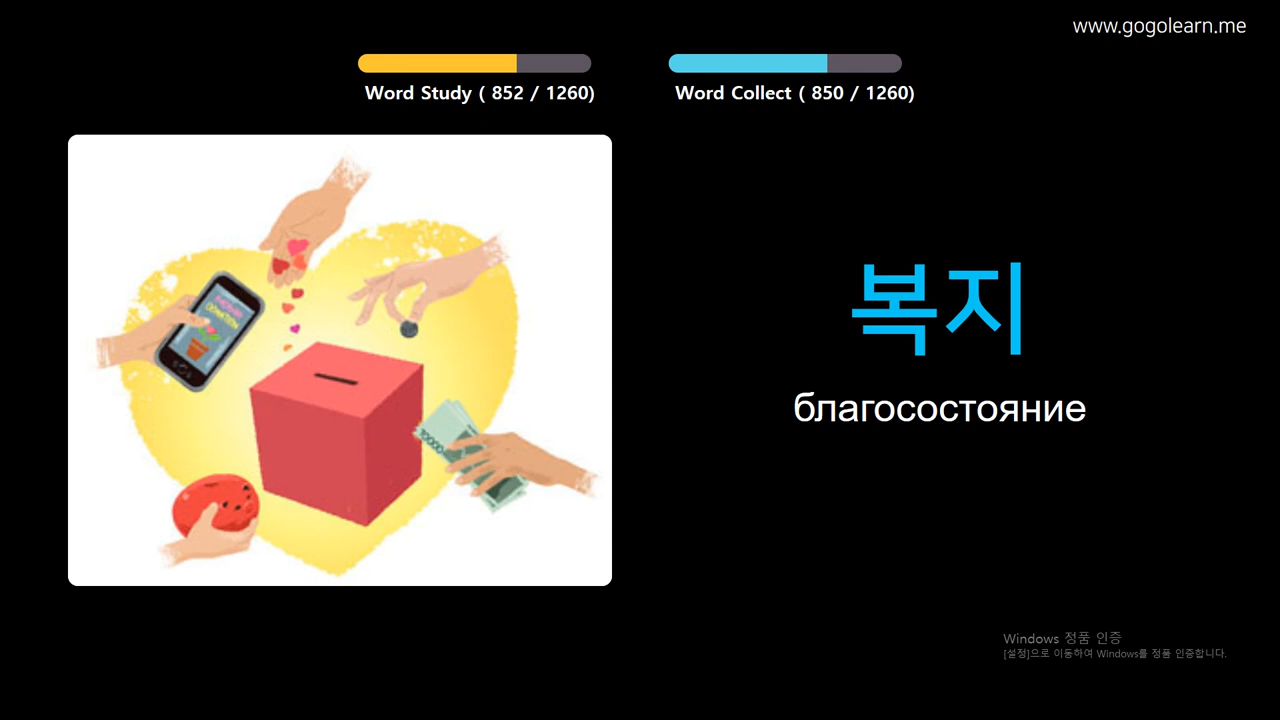 www.gogolearn.me
Word Study ( 852 / 1260)
Word Collect ( 850 / 1260)
DONATION
10000
복지
благосостояние
Windows 정품 인증
[설정]으로 이동하여 Windows를 정품 인증합니다.